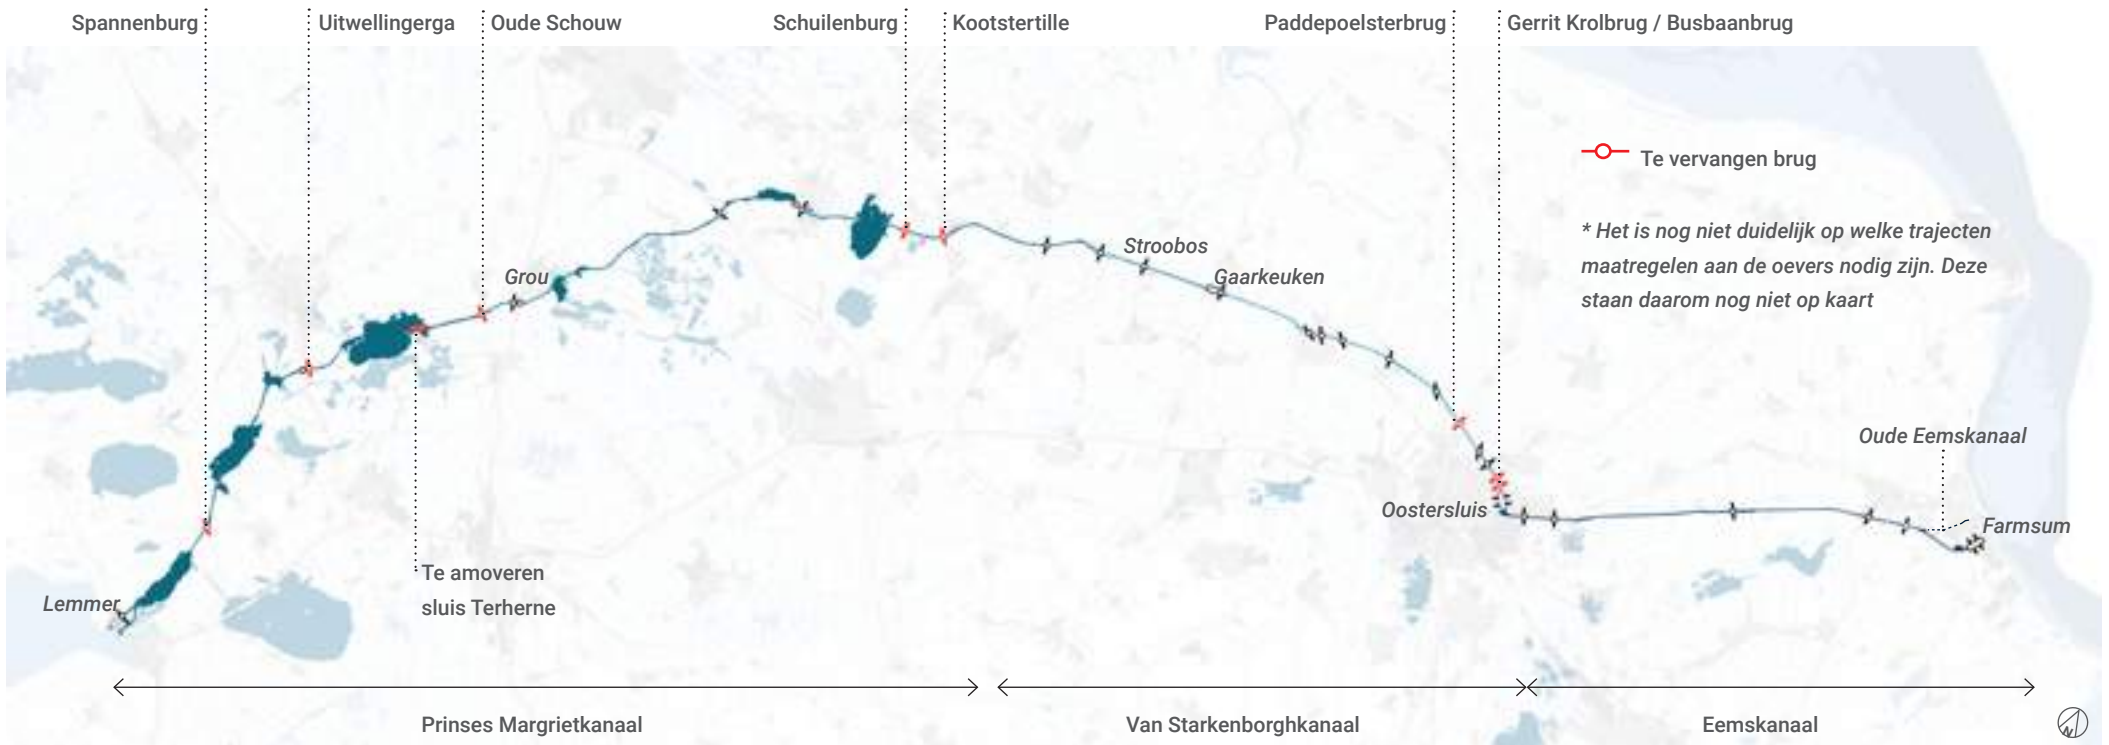 Spannenburg
Uitwellingerga
Oude Schouw
Schuilenburg
Kootstertille
Paddepoelsterbrug
Gerrit Krolbrug / Busbaanbrug
Te vervangen brug
* Het is nog niet duidelijk op welke trajecten
maatregelen aan de oevers nodig zijn. Deze
staan daarom nog niet op kaart
Stroobos
Grou
Gaarkeuken
Oude Eemskanaal
Oostersluis
Farmsum
Te amoveren
sluis Terherne
Lemmer
Prinses Margrietkanaal
Van Starkenborghkanaal
Eemskanaal
N